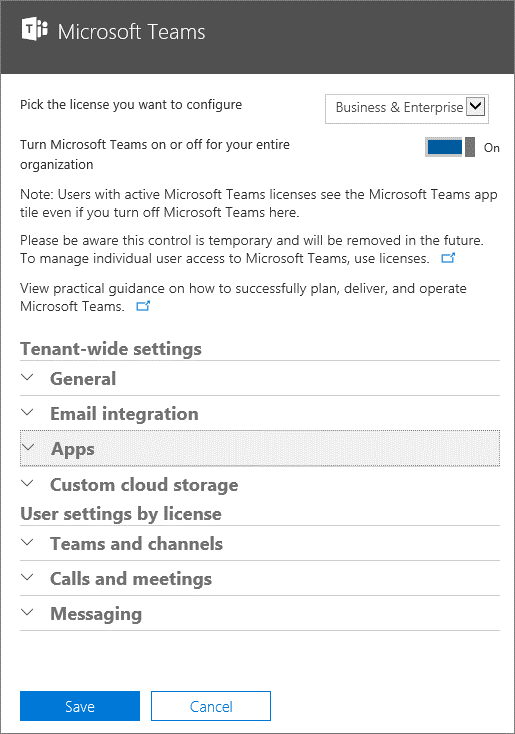 Microsoft Teams
Pick the license you want to configure
Business & Enterprise
Turn Microsoft Teams on or off for your entire
organization
On
Note: Users with active Microsoft Teams licenses see the Microsoft Teams app
tile even if you turn off Microsoft Teams here.
Please be aware this control is temporary and will be removed in the future.
To manage individual user access to Microsoft Teams, use licenses.
View practical guidance on how to successfully plan, deliver, and operate
Microsoft Teams.
Tenant-wide settings
General
Email integration
Apps
Custom cloud storage
User settings by license
Teams and channels
Calls and meetings
Messaging
Save
Cancel